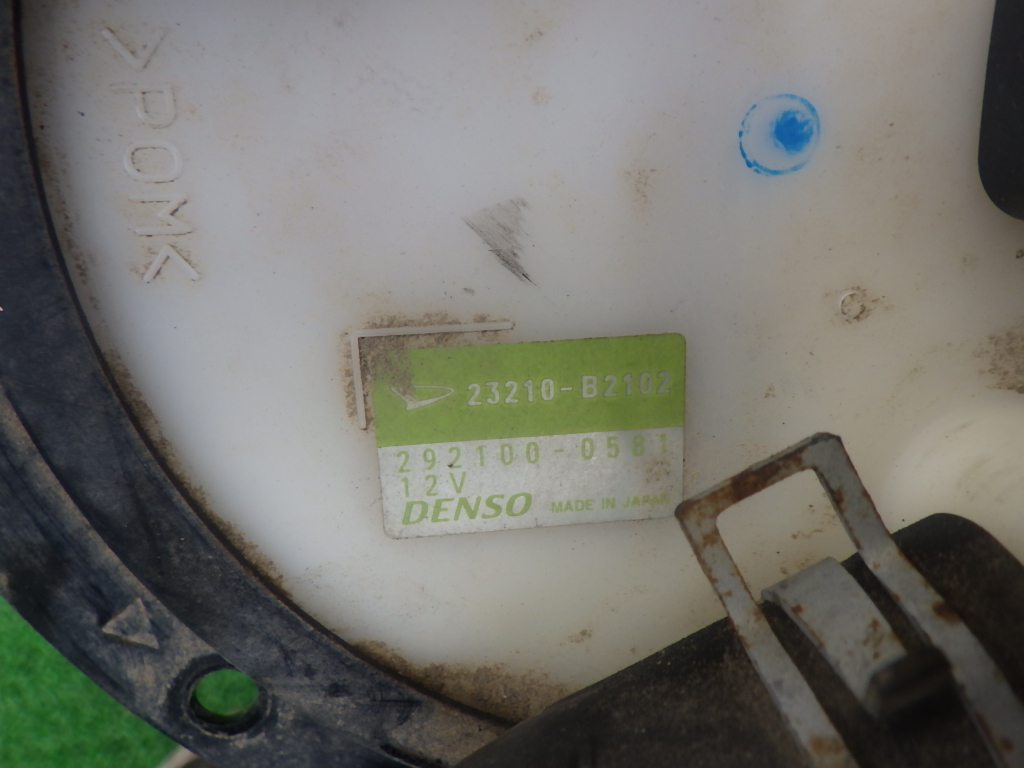 >POM<
23210-B2102
292100-0581
12V
DENSO MADE IN JAPAN